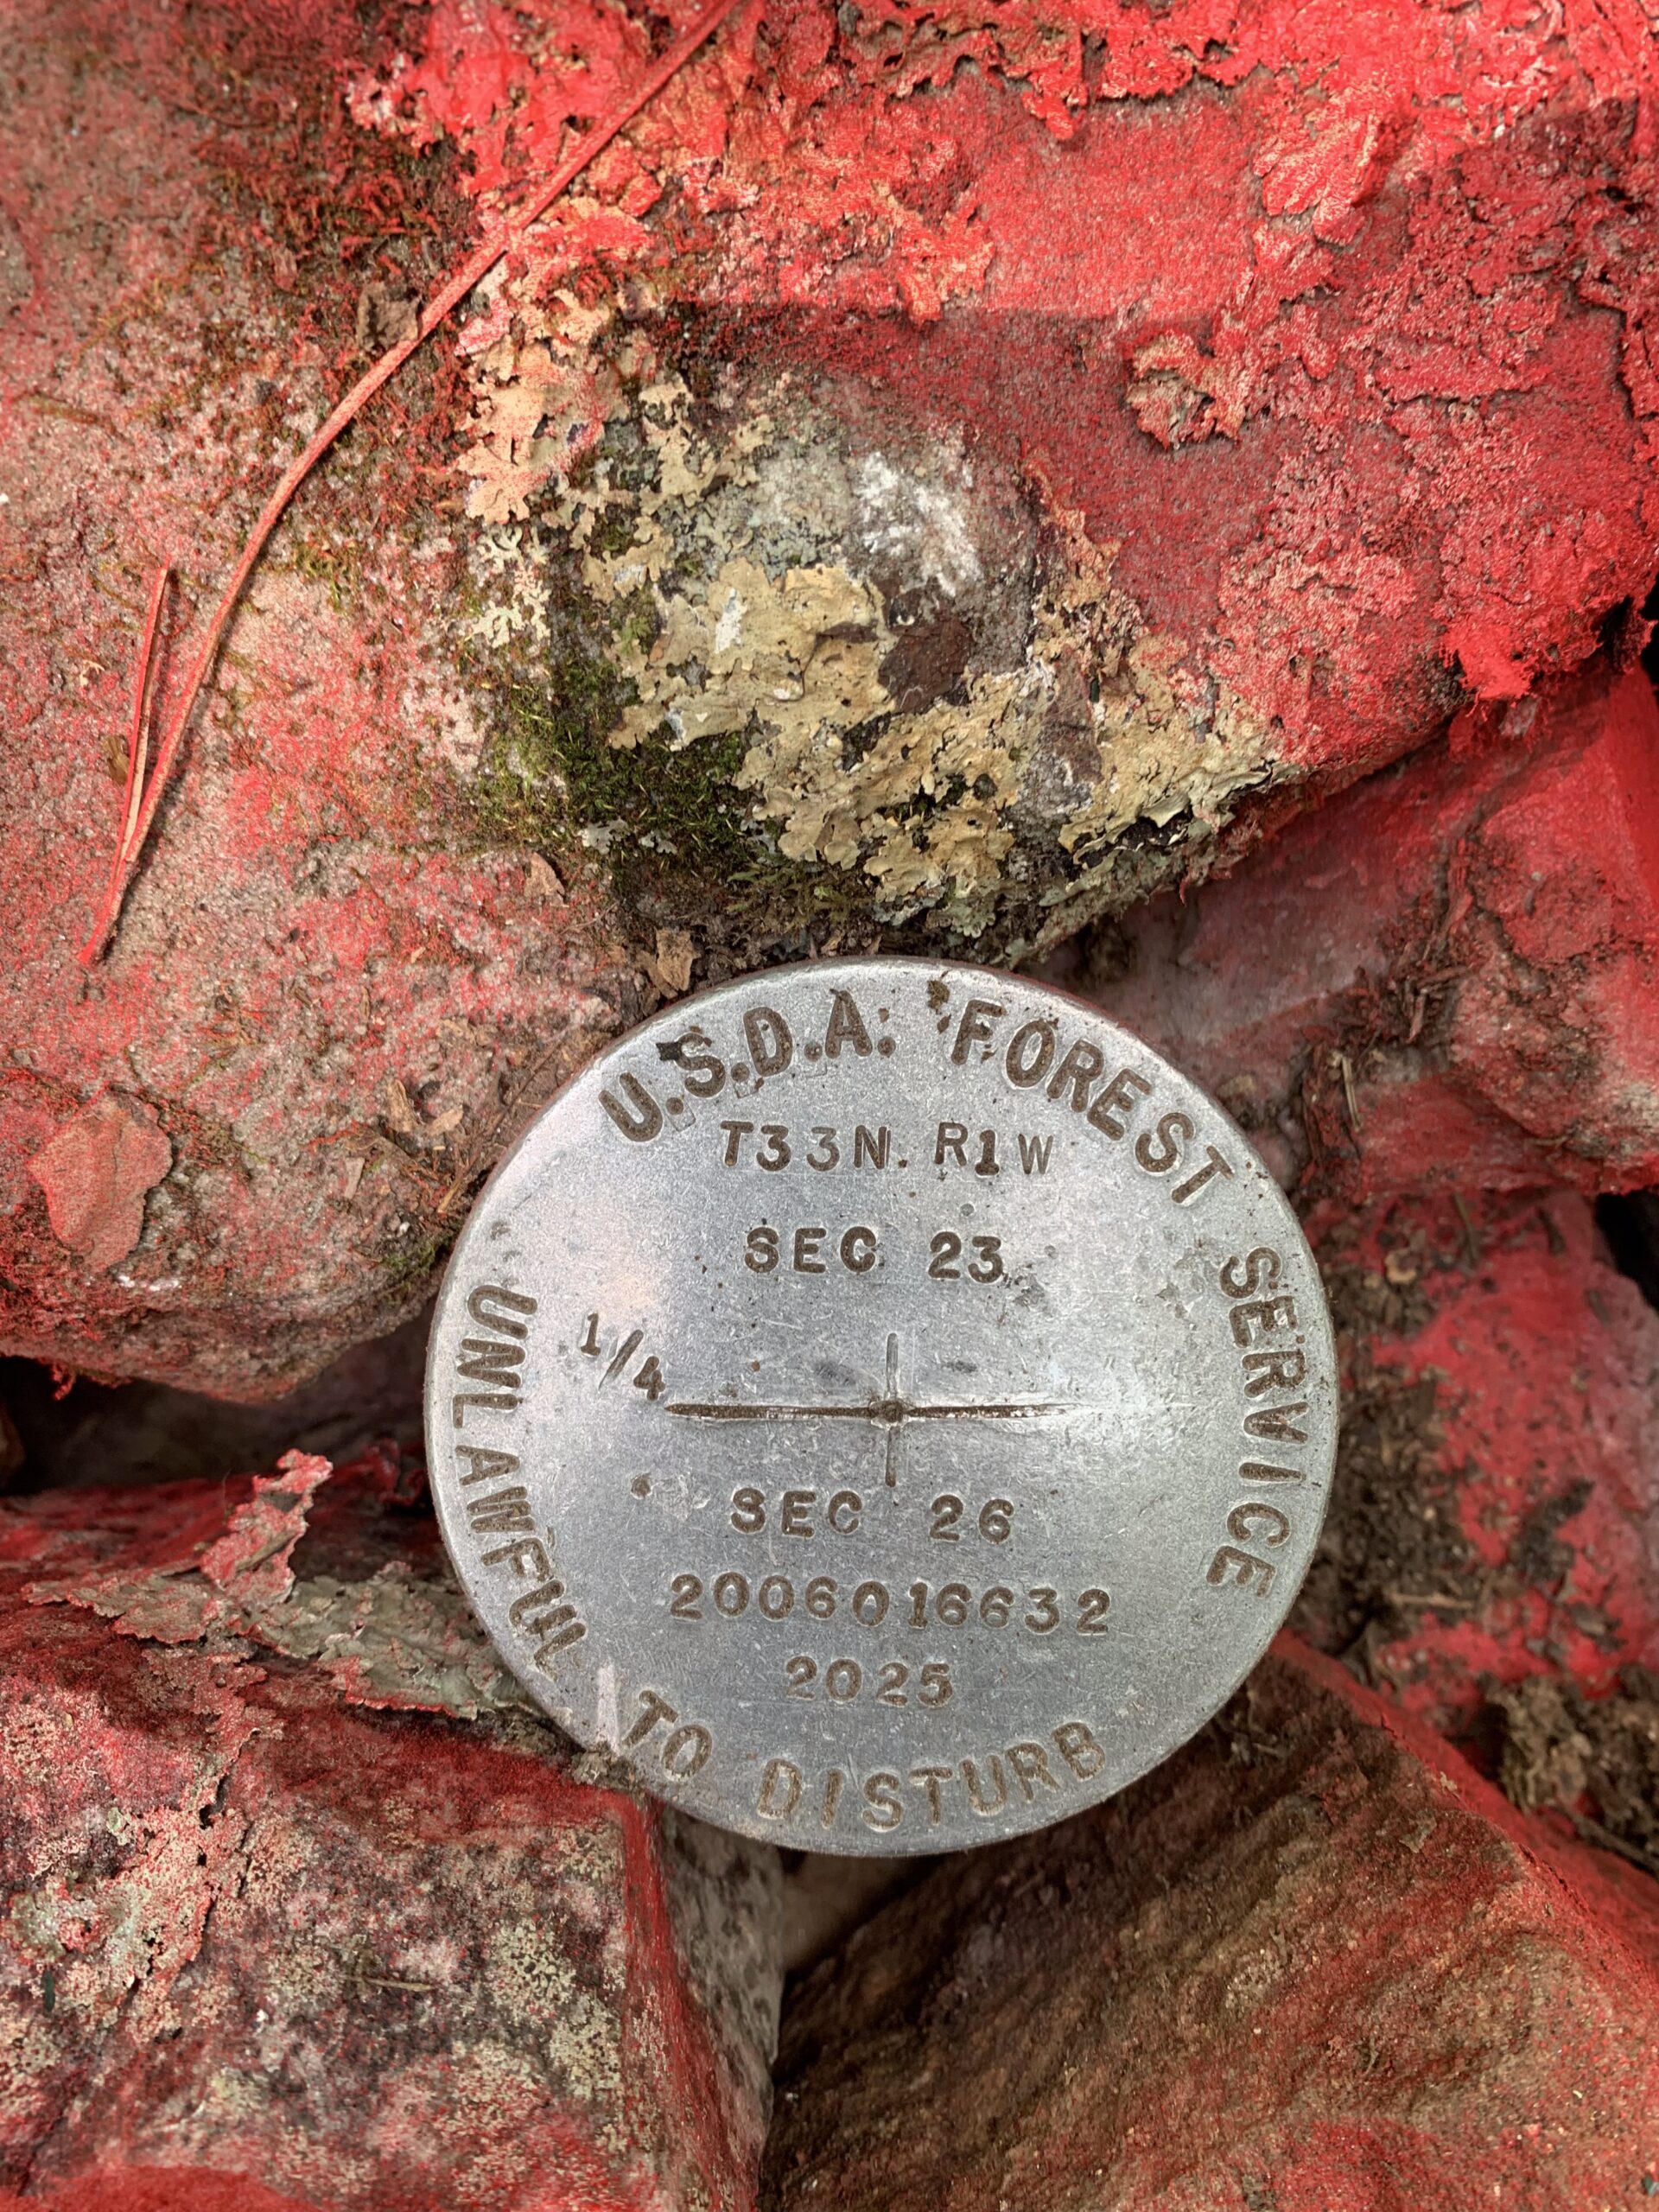 U.S.D.A. FOREST SERVICE
T33N. R1W
SEC 23
1/4
SEC 26
2006016632
2025
UNLAWFUL TO DISTURB